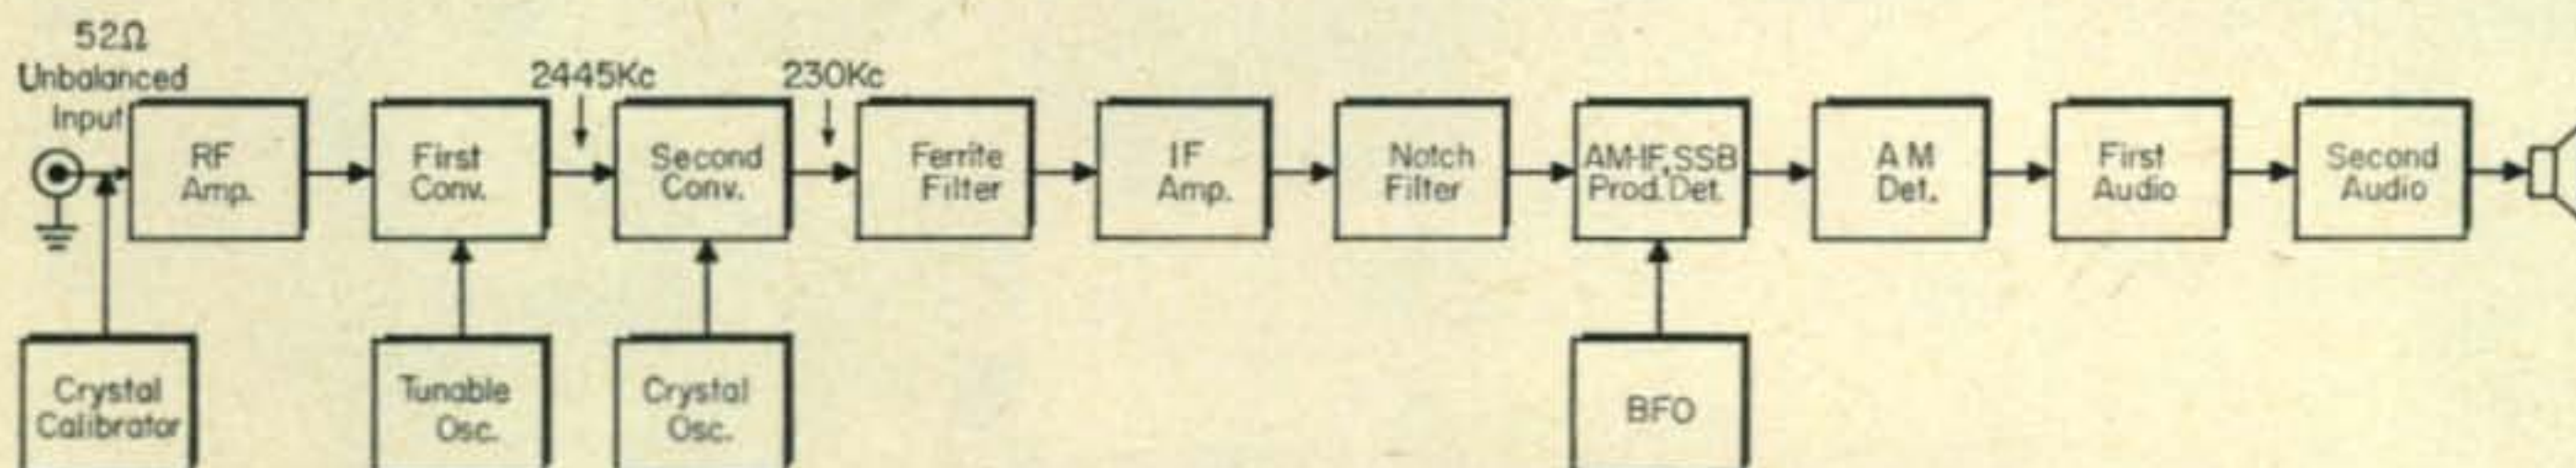 52Ω
Unbalanced
Input
2445Kc
230Kc
RF
Amp.
First
Conv.
Second
Conv.
Ferrite
Filter
IF
Amp.
Notch
Filter
AM-IF, SSB
Prod. Det.
AM
Det.
First
Audio
Second
Audio
Crystal
Calibrator
Tunable
Osc.
Crystal
Osc.
BFO